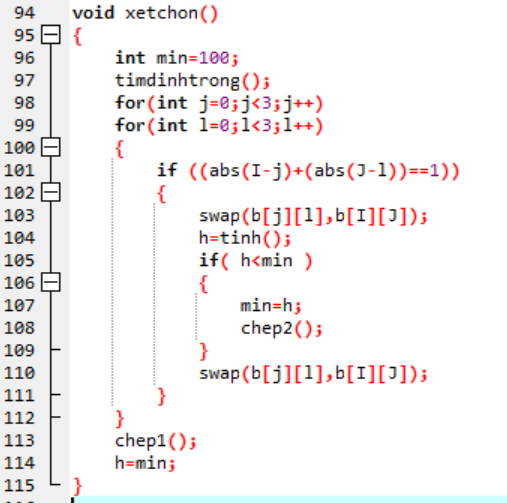 94 void xetchon()
95 {
96 int min=100;
97 timdinhtrong();
98 for(int j=0;j<3;j++)
99 for(int l=0;l<3;l++)
100 {
101 if ((abs(I-j)+(abs(J-l))==1))
102 {
103 swap(b[j][l],b[I][J]);
104 h=tinh();
105 if( h<min )
106 {
107 min=h;
108 chep2();
109 }
110 swap(b[j][l],b[I][J]);
111 }
112 }
113 chep1();
114 h=min;
115 }